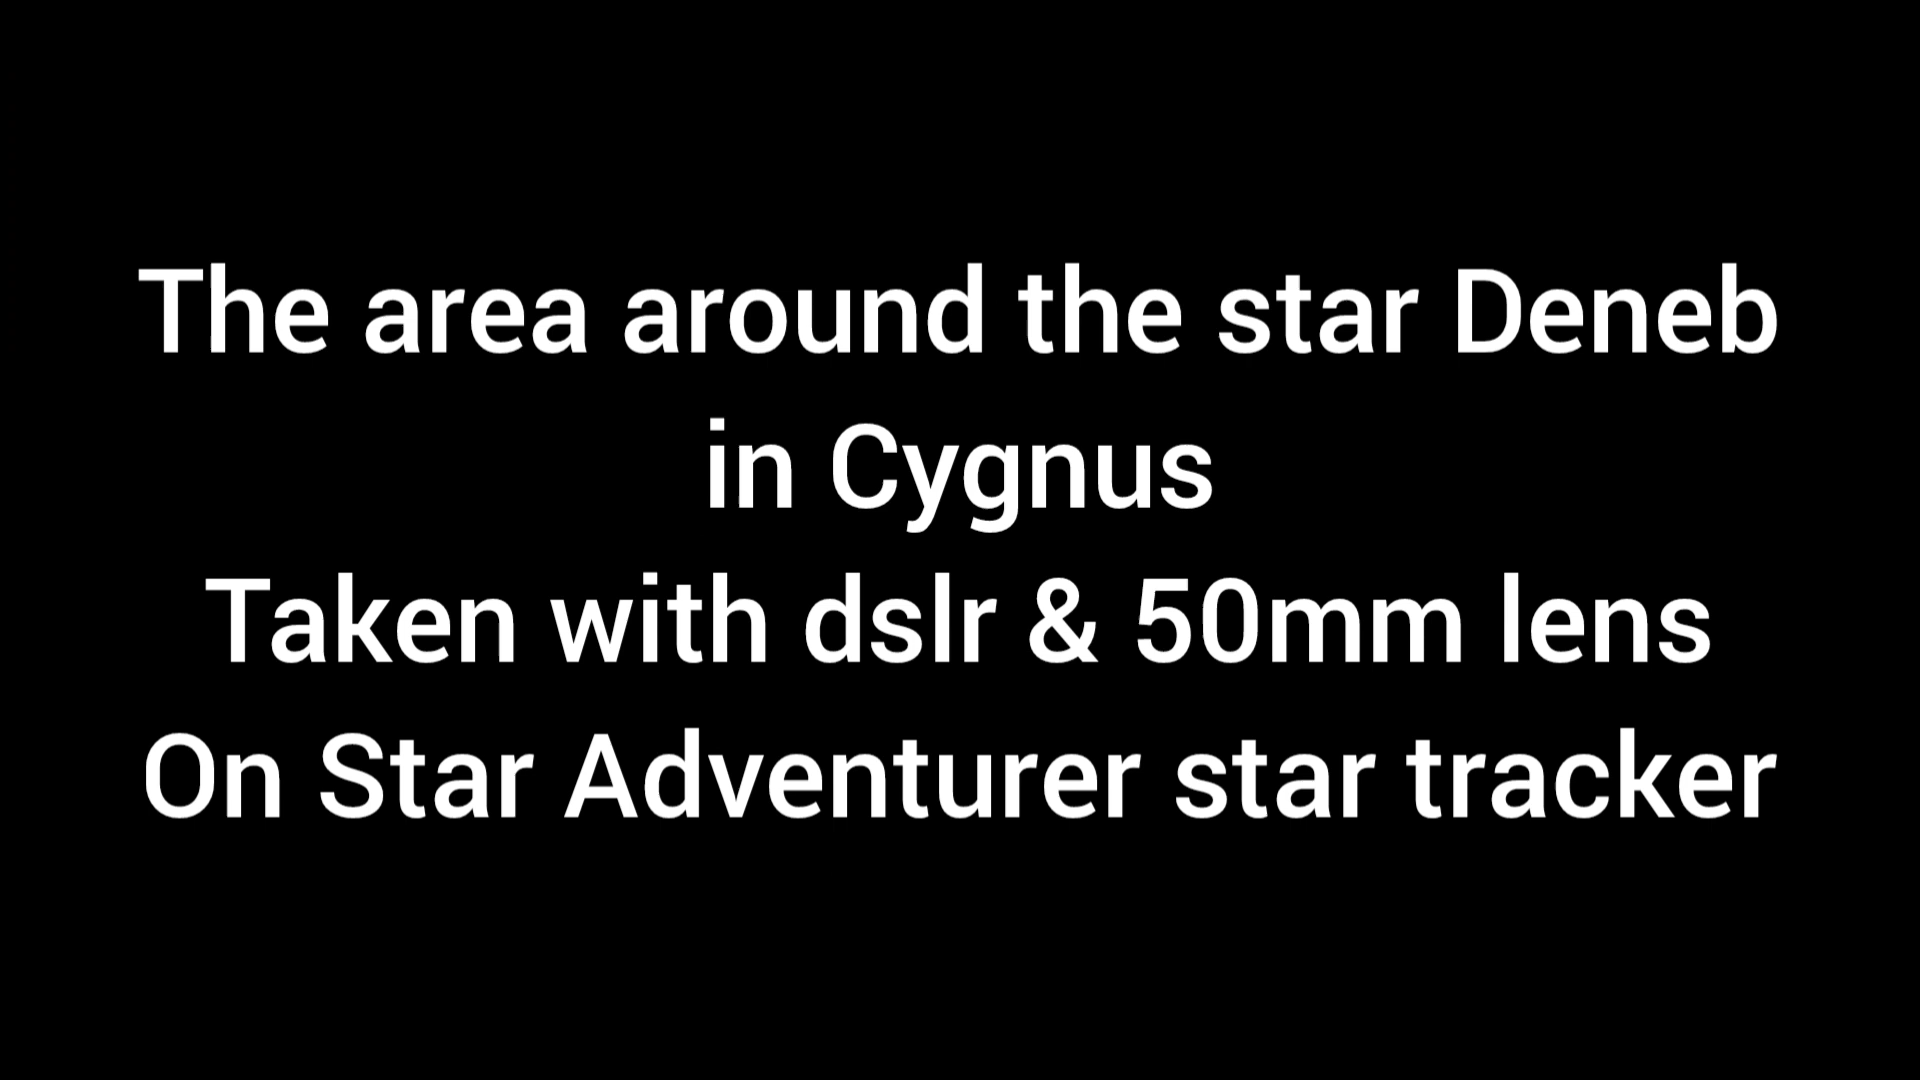 The area around the star Deneb
in Cygnus
Taken with dslr & 50mm lens
On Star Adventurer star tracker